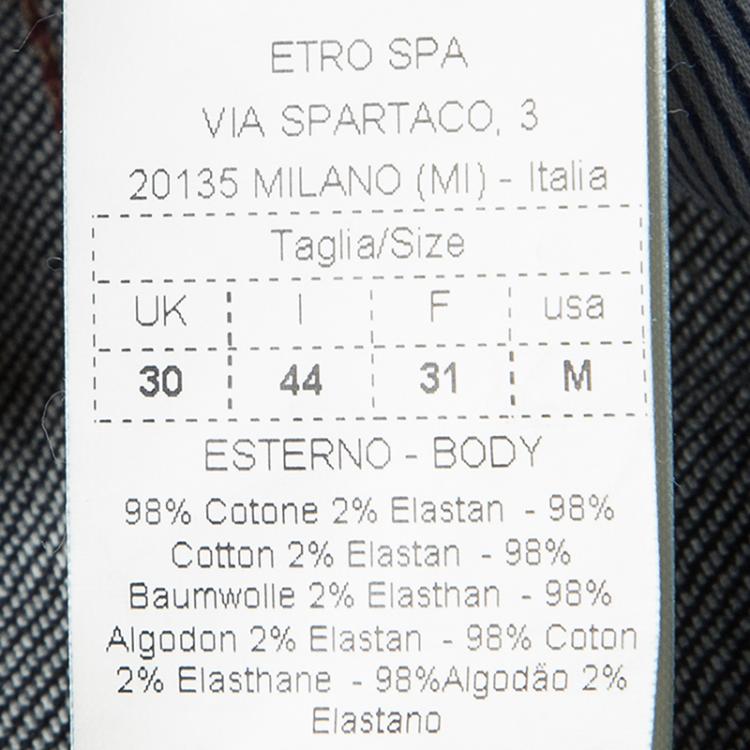 ETRO SPA
VIA SPARTACO, 3
20135 MILANO (MI) - Italia
Taglia/Size
UK I F usa
30 44 31 M
ESTERNO - BODY
98% Cotone 2% Elastan - 98%
Cotton 2% Elastan - 98%
Baumwolle 2% Elasthan - 98%
Algodon 2% Elastan - 98% Coton
2% Elasthane - 98%Algodão 2%
Elastano